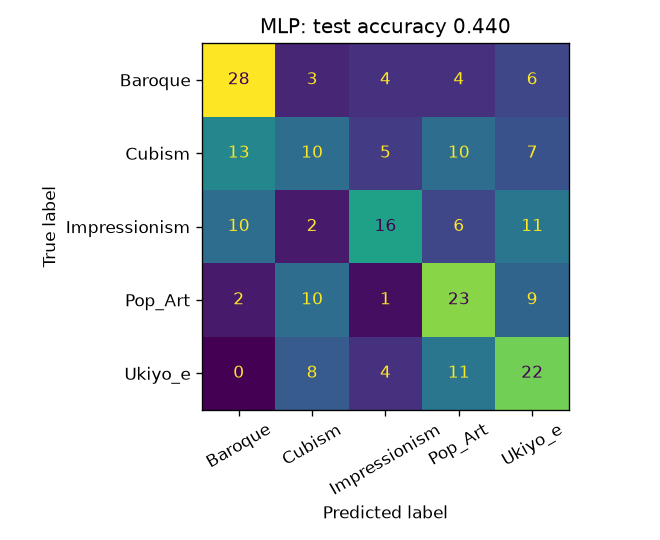 MLP: test accuracy 0.440
Baroque 28 3 4 4 6
Cubism 13 10 5 10 7
Impressionism 10 2 16 6 11
Pop_Art 2 10 1 23 9
Ukiyo_e 0 8 4 11 22
True label
Baroque Cubism Impressionism Pop_Art Ukiyo_e
Predicted label